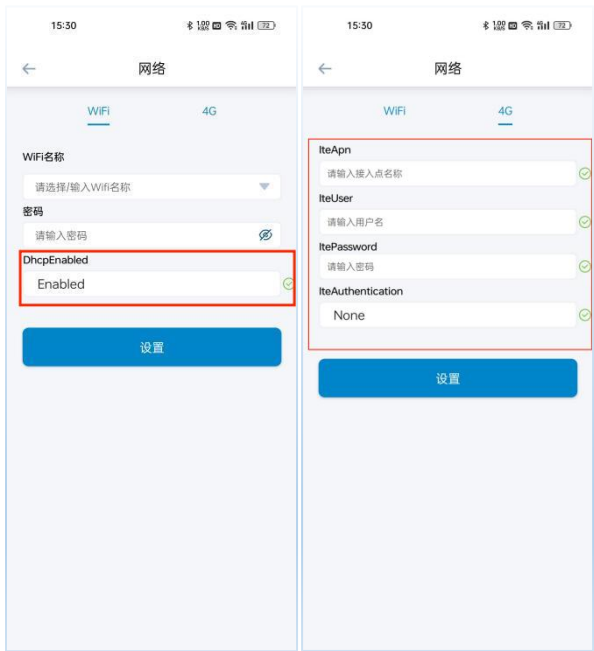 15:30
72
网络
WiFi
4G
WiFi名称
请选择/输入Wifi名称
密码
请输入密码
DhcpEnabled
Enabled
设置
15:30
72
网络
WiFi
4G
lteApn
请输入接入点名称
lteUser
请输入用户名
ltePassword
请输入密码
lteAuthentication
None
设置